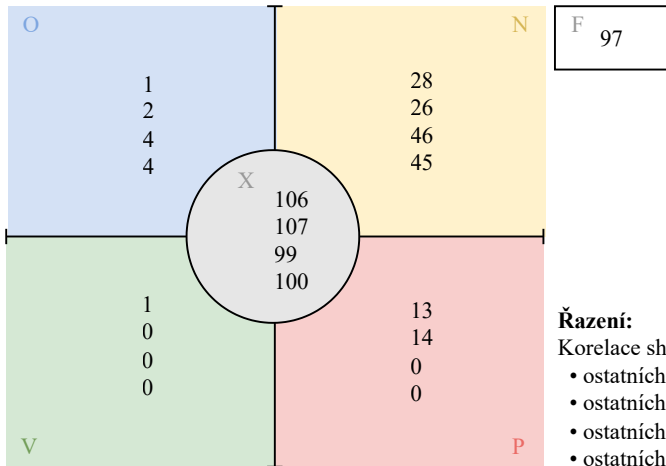 O
1
2
4
4
N
28
26
46
45
F
97
X
106
107
99
100
V
1
0
0
0
P
13
14
0
0
Řazení:
Korelace sh
• ostatních
• ostatních
• ostatních
• ostatních